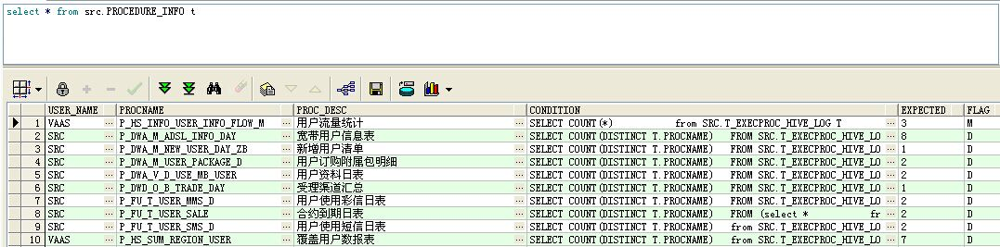 select * from src.PROCEDURE_INFO t
USER_NAME PROCNAME PROC_DESC CONDITION EXPECTED FLAG
1 VAAS ··· P_HS_INFO_USER_INFO_FLOW_M ··· 用户流量统计 ··· SELECT COUNT(*) from SRC.T_EXECPROC_HIVE_LOG T ··· 3 M
2 SRC ··· P_DWA_M_ADSL_INFO_DAY ··· 宽带用户信息表 ··· SELECT COUNT(DISTINCT T.PROCNAME) FROM SRC.T_EXECPROC_HIVE_LO ··· 8 D
3 SRC ··· P_DWA_M_NEW_USER_DAY_ZB ··· 新增用户清单 ··· SELECT COUNT(DISTINCT T.PROCNAME) FROM SRC.T_EXECPROC_HIVE_LO ··· 1 D
4 SRC ··· P_DWA_M_USER_PACKAGE_D ··· 用户订购附属包明细 ··· SELECT COUNT(DISTINCT T.PROCNAME) FROM SRC.T_EXECPROC_HIVE_LO ··· 2 D
5 SRC ··· P_DWA_V_D_USE_MB_USER ··· 用户资料日表 ··· SELECT COUNT(DISTINCT T.PROCNAME) FROM SRC.T_EXECPROC_HIVE_LO ··· 2 D
6 SRC ··· P_DWD_O_B_TRADE_DAY ··· 受理渠道汇总 ··· SELECT COUNT(DISTINCT T.PROCNAME) FROM SRC.T_EXECPROC_HIVE_LO ··· 1 D
7 SRC ··· P_FU_T_USER_MMS_D ··· 用户使用彩信日表 ··· SELECT COUNT(DISTINCT T.PROCNAME) from SRC.T_EXECPROC_HIVE_LO ··· 2 D
8 SRC ··· P_FU_T_USER_SALE ··· 合约到期日表 ··· SELECT COUNT(DISTINCT T.PROCNAME) FROM (select * fr ··· 2 D
9 SRC ··· P_FU_T_USER_SMS_D ··· 用户使用短信日表 ··· SELECT COUNT(DISTINCT T.PROCNAME) from SRC.T_EXECPROC_HIVE_LO ··· 2 D
10 VAAS ··· P_HS_SUM_REGION_USER ··· 覆盖用户数报表 ··· SELECT COUNT(DISTINCT T.PROCNAME) from SRC.T_EXECPROC_HIVE_LO ··· 7 D